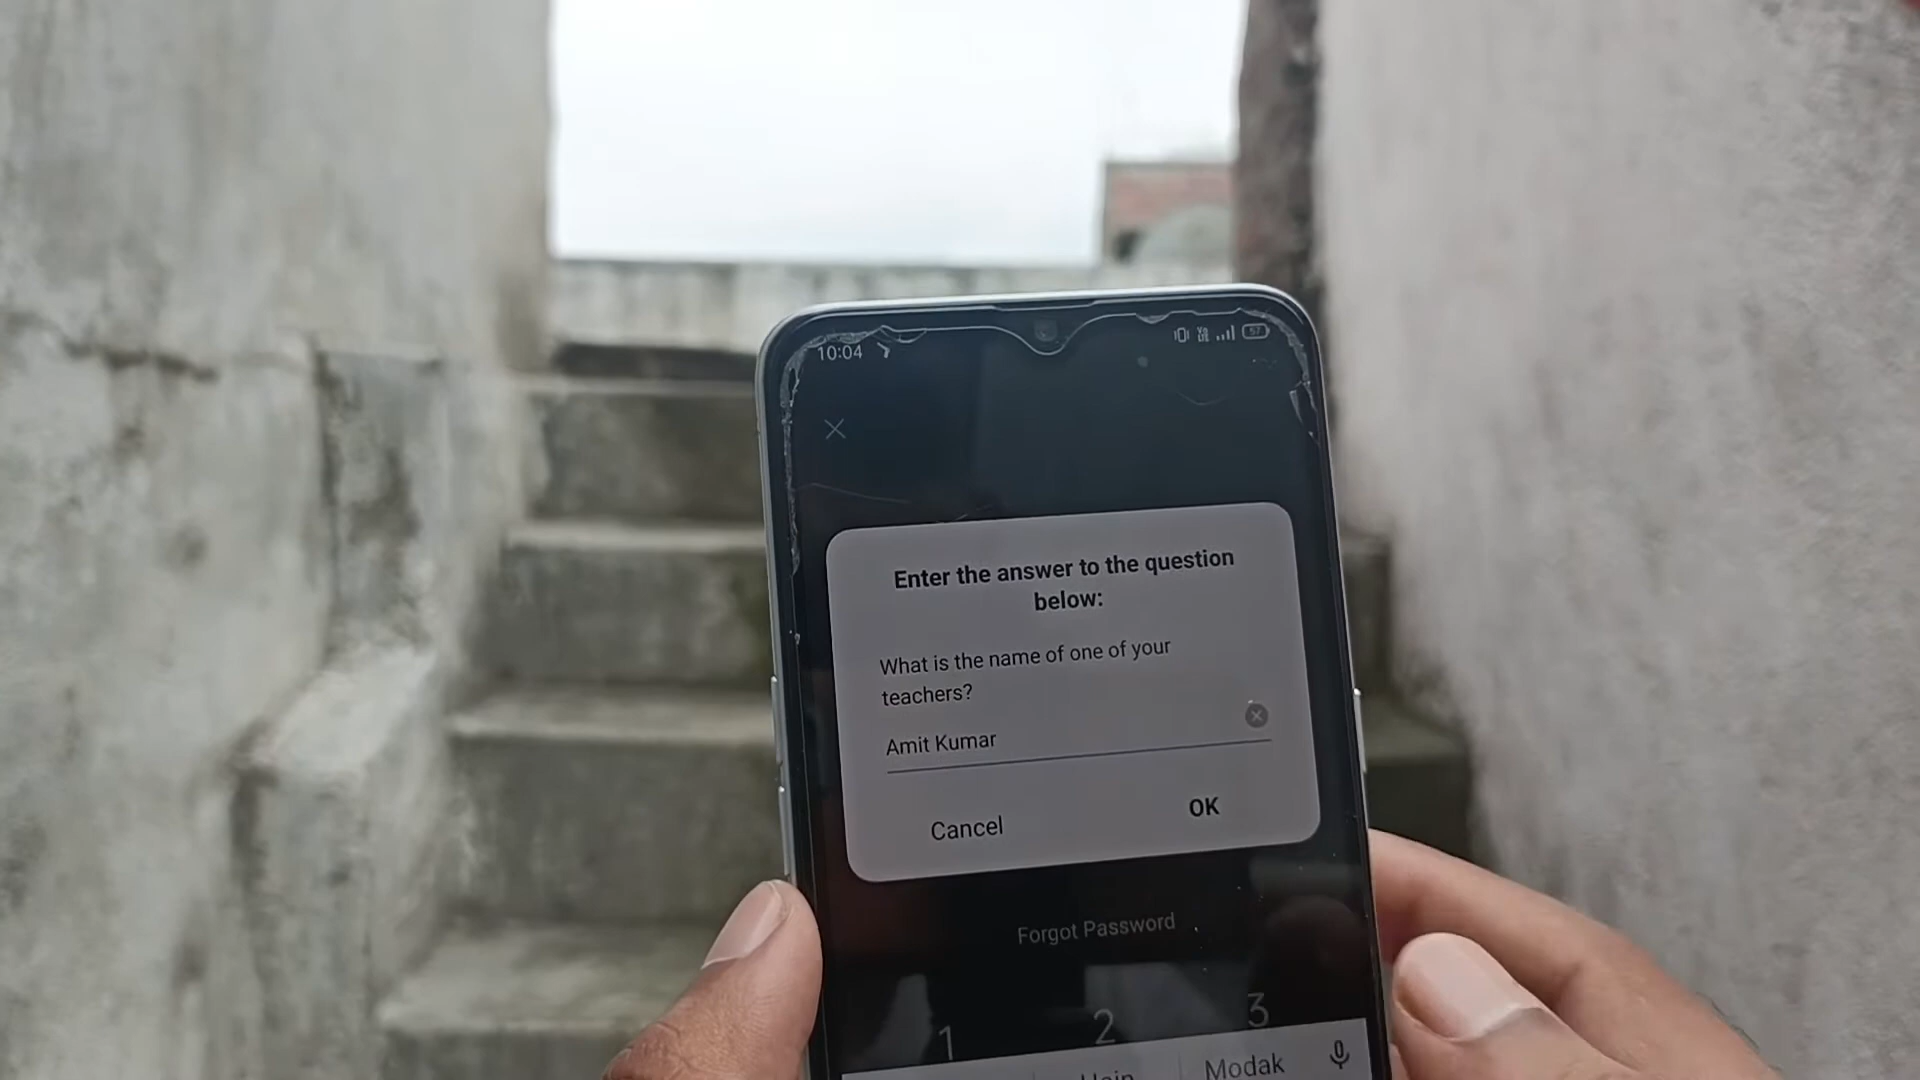 10:04
57
Enter the answer to the question
below:
What is the name of one of your
teachers?
Amit Kumar
Cancel OK
Forgot Password
1 2 3
Modak